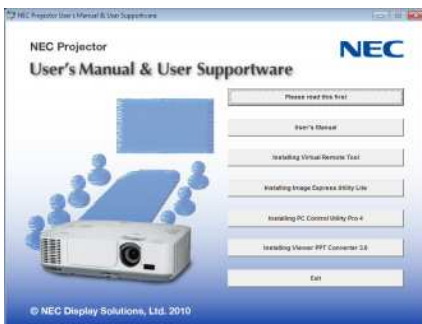 NEC Projector User's Manual & User Supportware
NEC Projector
NEC
User's Manual & User Supportware
Please read this first
User's Manual
Installing Virtual Remote Tool
Installing Image Express Utility Lite
Installing PC Control Utility Pro 4
Installing Viewer PPT Converter 3.0
Exit
© NEC Display Solutions, Ltd. 2010